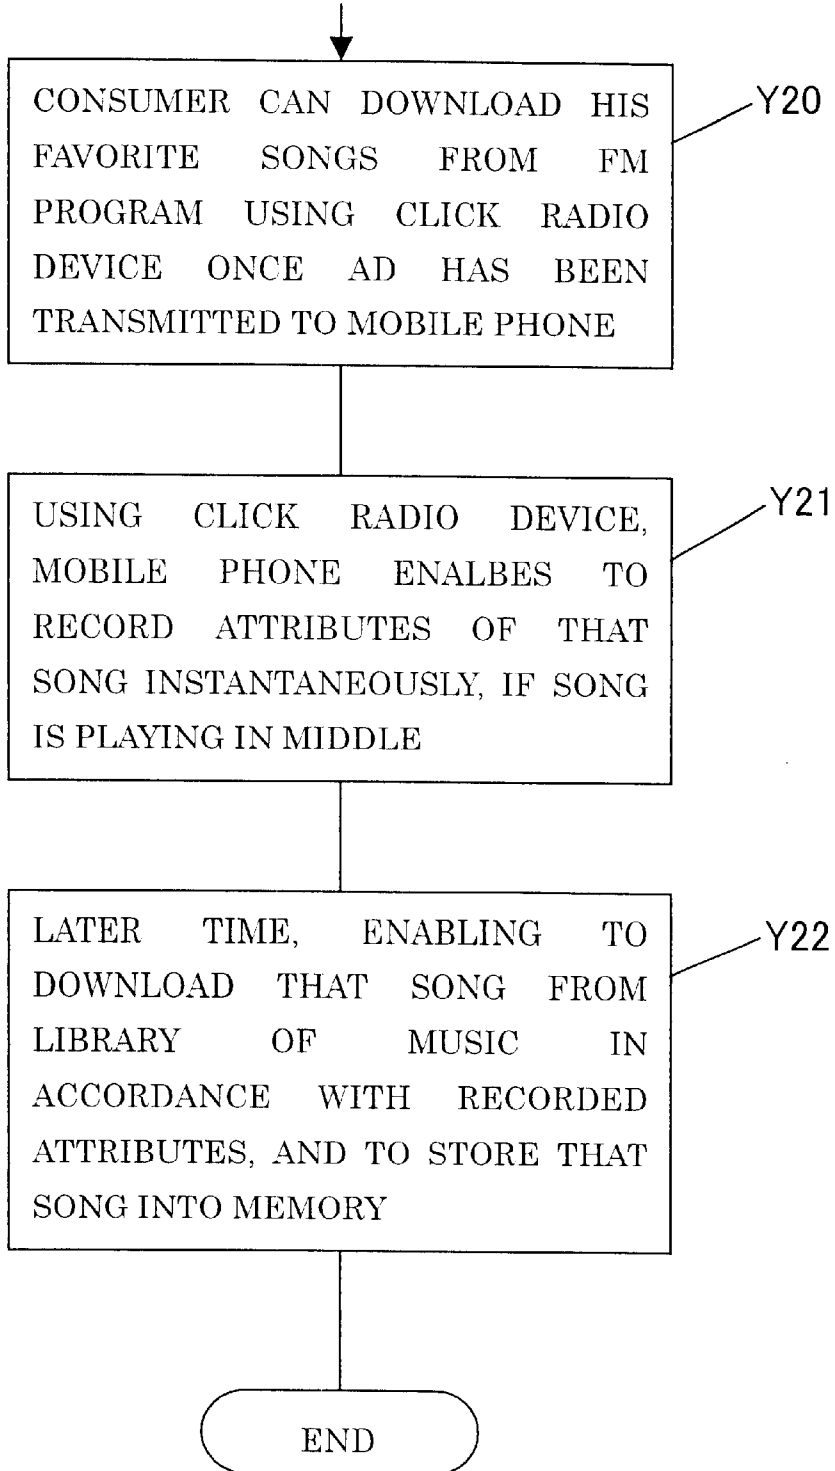 CONSUMER CAN DOWNLOAD HIS
Y20
FAVORITE SONGS FROM FM
PROGRAM USING CLICK RADIO
DEVICE ONCE AD HAS BEEN
TRANSMITTED TO MOBILE PHONE
USING CLICK RADIO DEVICE,
Y21
MOBILE PHONE ENALBES TO
RECORD ATTRIBUTES OF THAT
SONG INSTANTANEOUSLY, IF SONG
IS PLAYING IN MIDDLE
LATER TIME, ENABLING TO
Y22
DOWNLOAD THAT SONG FROM
LIBRARY OF MUSIC IN
ACCORDANCE WITH RECORDED
ATTRIBUTES, AND TO STORE THAT
SONG INTO MEMORY
END